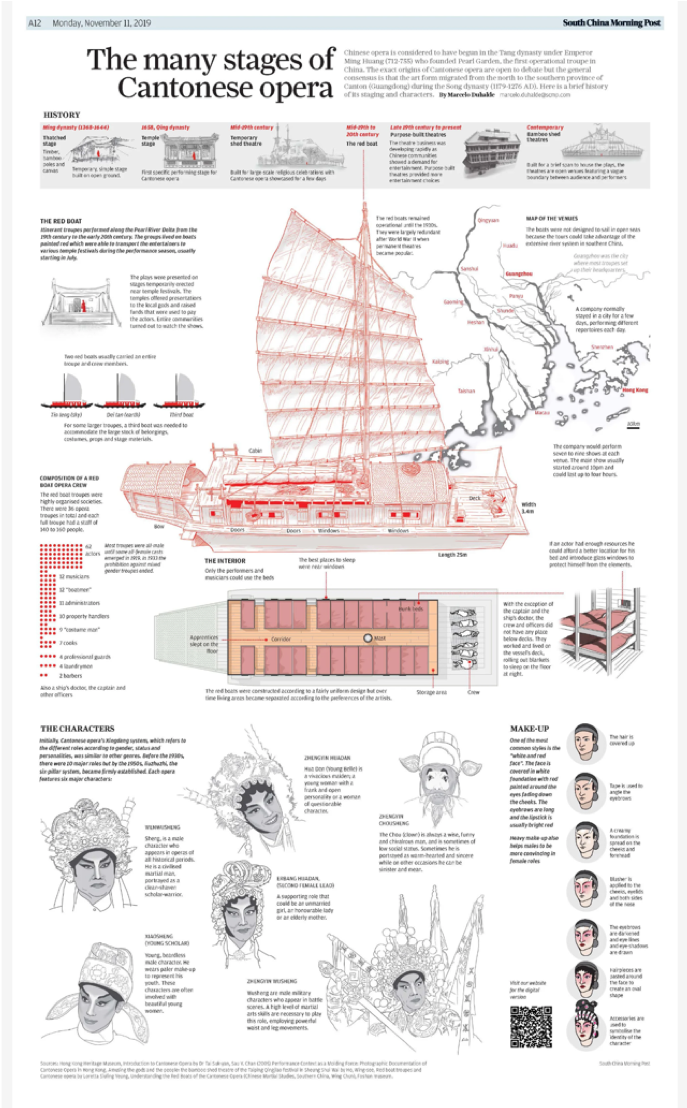 A12 Monday, November 11, 2019
South China Morning Post
The many stages of
Cantonese opera
Chinese opera is considered to have begun in the Tang dynasty under Emperor
Ming Huang (712-755) who founded Pearl Garden, the first operational troupe in
China. The exact origins of Cantonese opera are open to debate but the general
consensus is that the art form migrated from the north to the southern province of
Canton (Guangdong) during the Song dynasty (1179-1276 AD). Here is a brief history
of its staging and characters. By Marcelo Duhalde marcelo.duhalde@scmp.com
HISTORY
Ming dynasty (1368-1644)
Thatched
stage
Timber,
bamboo
poles and
canvas
Temporary, simple stage
built on open ground.
1658, Qing dynasty
Temple
stage
First specific performing stage for
Cantonese opera
Mid-19th century
Temporary
shed theatre
Built for large-scale religious celebrations with
Cantonese opera showcased for a few days
Mid-19th to
20th century
The red boat
Late 19th century to present
Purpose-built theatres
The theatre business was
developing rapidly as
Chinese communities
showed a demand for
entertainment. Purpose built
theatres provided more
entertainment choices
Contemporary
Bamboo shed
theatres
Built for a brief span to house the plays, the
theatres are open venues featuring a vague
boundary between audience and performers
THE RED BOAT
Itinerant troupes performed along the Pearl River Delta from the
19th century to the early 20th century. The groups lived on boats
painted red which were able to transport the entertainers to
various temple festivals during the performance season, usually
starting in July.
The plays were presented on
stages temporarily erected
near temple festivals. The
temples offered presentations
to the local gods and raised
funds that were used to pay
the actors. Entire communities
turned out to watch the shows.
Two red boats usually carried an entire
troupe and crew members.
Tin (sky)
Dei (earth)
Third boat
For some larger troupes, a third boat was needed to
accommodate the large stock of belongings,
costumes, props and stage materials.
The red boats remained
operational until the 1930s.
They were largely redundant
after World War II when
permanent theatres
became popular.
MAP OF THE VENUES
The boats were not designed to sail in open seas
because the tours could take advantage of the
extensive river system in southern China.
Guangzhou was the city
where most troupes set
up their headquarters
Qingyuan
Huadu
Sanshui
Guangzhou
Panyu
Shunde
Gaoming
Heshan
Xinhui
Kaiping
Taishan
Shenzhen
Hong Kong
Macau
A company normally
stayed in a city for a few
days, performing different
repertoires each day.
The company would perform
seven to nine shows at each
venue. The main show usually
started around 10pm and
could last up to four hours.
Cabin
Bow
Doors
Doors
Windows
Windows
Deck
Width
3.4m
Length 25m
COMPOSITION OF A RED
BOAT OPERA CREW
The red boat troupes were
highly organised societies.
There were 36 opera
troupes in total and each
full troupe had a staff of
140 to 160 people.
62
actors
Most troupes were all male
until some all-female casts
emerged in 1919. In 1933 the
prohibition against mixed
gender troupes ended.
12 musicians
12 "boatmen"
11 administrators
10 property handlers
9 "costume man"
7 cooks
4 professional guards
4 laundrymen
2 barbers
Also a ship's doctor, the captain and
other officers
THE INTERIOR
Only the performers and
musicians could use the beds
The best places to sleep
were near windows
Bunk beds
Apprentices
slept on the
floor
Corridor
Mast
Storage area
Crew
The red boats were constructed according to a fairly uniform design but over
time living areas became separated according to the preferences of the artists.
With the exception of
the captain and the
ship's doctor, the
crew and officers did
not have any place
below decks. They
worked and lived on
the vessel's deck,
rolling out blankets
to sleep on the floor
at night.
If an actor had enough resources he
could afford a better location for his
bed and introduce glass windows to
protect himself from the elements.
THE CHARACTERS
Initially, Cantonese opera's Hangdang system, which refers to
the different roles according to gender, status and
personalities, was similar to other genres. Before the 1930s,
there were 10 major roles but by the 1950s, the
six-pillar system, became firmly established. Each opera
features six major characters:
WENWUSHENG
Sheng, is a male
character who
appears in operas of
all historical periods.
He is a civilised
martial man,
portrayed as a
clean-shaven
scholar-warrior.
XIAOSHENG
(YOUNG SCHOLAR)
Young, beardless
male character. He
wears paler make-up
to represent his
youth. These
characters are often
involved with
beautiful young
women.
ZHENGYIN HUADAN
Hua Dan (Young Belle) is
a vivacious maiden; a
young woman with a
frank and open
personality or a woman
of questionable
character.
ERBANG HUADAN,
(SECOND FEMALE LEAD)
A supporting role that
could be an unmarried
girl, an honourable lady
or an elderly mother.
ZHENGYIN
CHOUSHENG
The Chou (clown) is always a wise, funny
and chivalrous man, and is sometimes of
low social status. Sometimes he is
portrayed as warm-hearted and sincere
while on other occasions he can be
sinister and mean.
ZHENGYIN WUSHENG
Wusheng are male military
characters who appear in battle
scenes. A high level of martial
arts skills are necessary to play
this role, employing powerful
waist and leg movements.
MAKE-UP
One of the most
common styles is the
"white and red
face". The face is
covered in white
foundation with red
painted around the
eyes fading down
the cheeks. The
eyebrows are long
and the lipstick is
usually bright red
Heavy make-up also
helps males to be
more convincing in
female roles
The hair is
covered up
Tape is used to
angle the
eyebrows
A creamy
foundation is
spread on the
cheeks and
forehead
Blusher is
applied to the
cheeks, eyelids
and both sides
of the nose
The eyebrows
are darkened
and eye lines
and eye shadows
are drawn
Hairpieces are
pasted around
the face to
create an oval
shape
Accessories are
used to
symbolise the
identity of the
character
Visit our website
for the digital
version
South China Morning Post